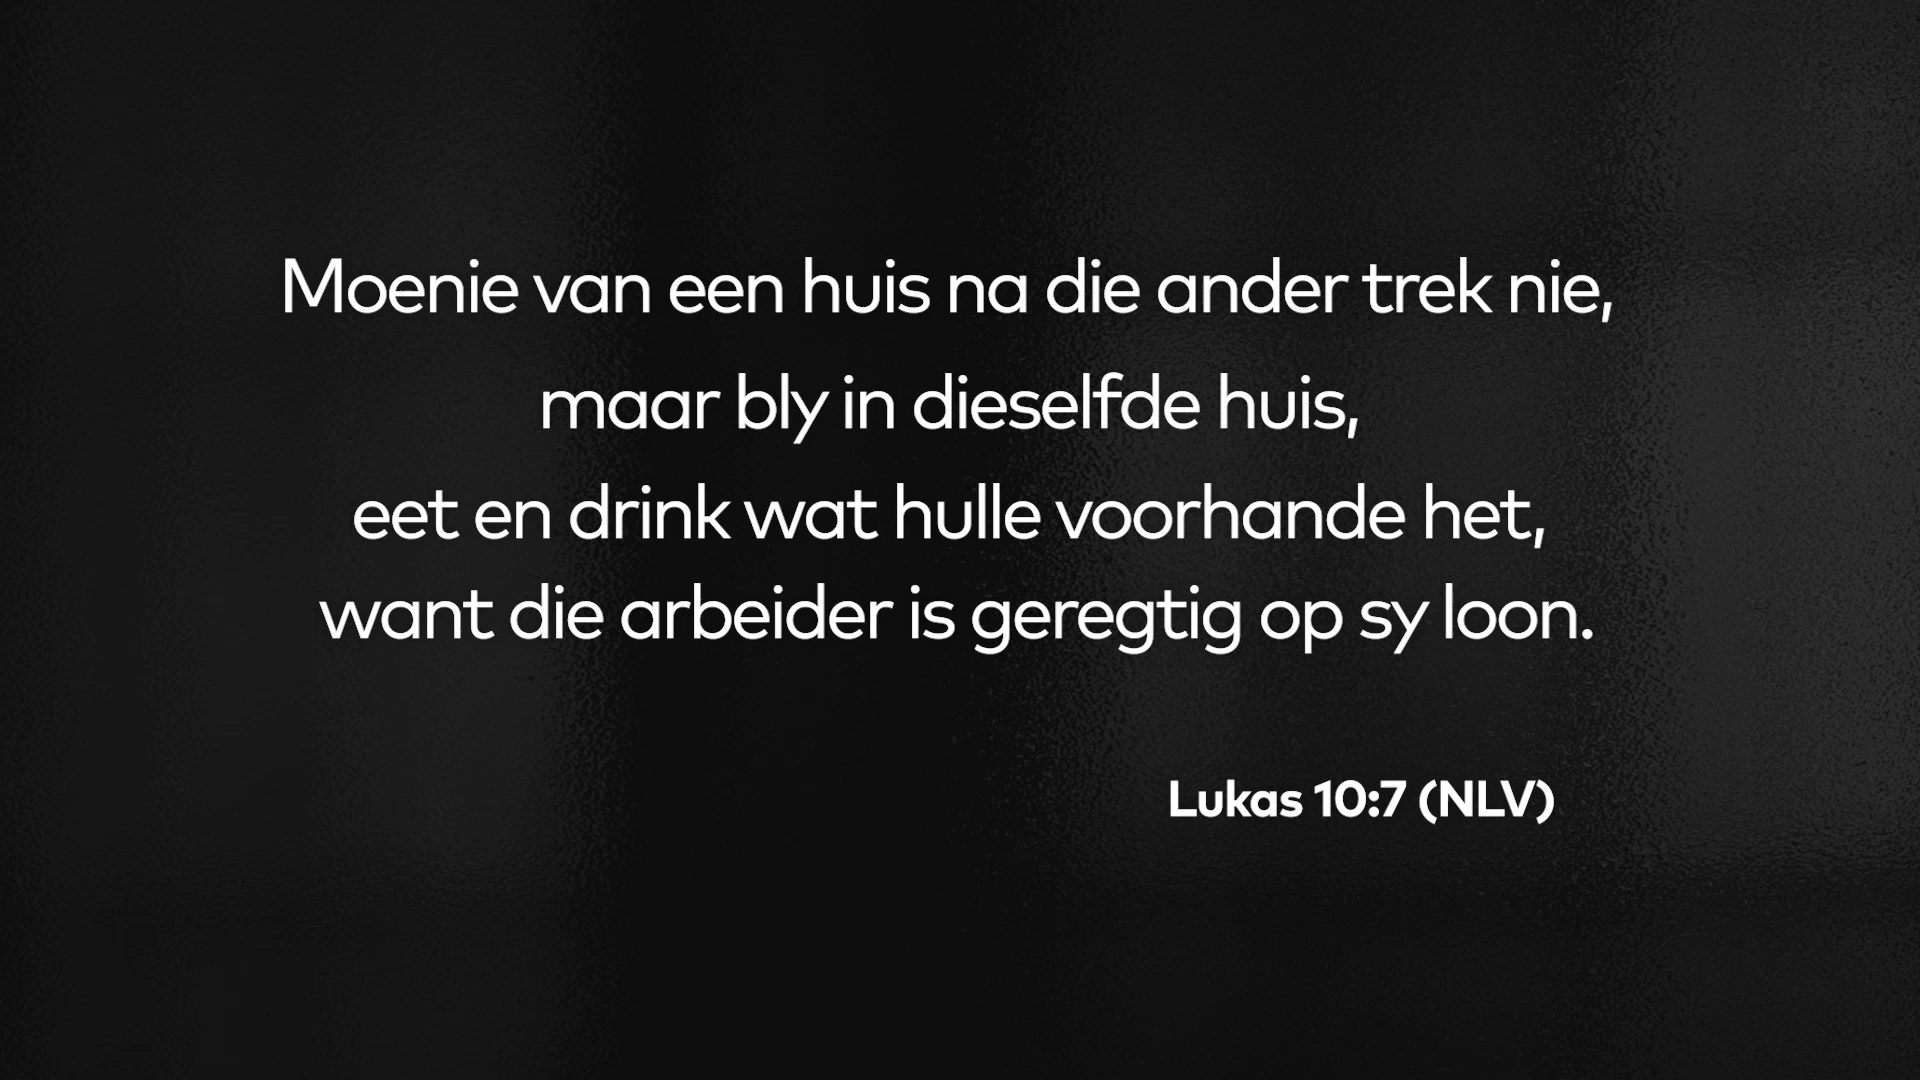 Moenie van een huis na die ander trek nie,
maar bly in dieselfde huis,
eet en drink wat hulle voorhande het,
want die arbeider is geregtig op sy loon.
Lukas 10:7 (NLV)